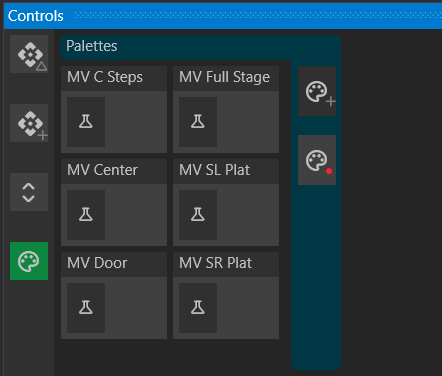 Controls
Palettes
MV C Steps
MV Full Stage
MV Center
MV SL Plat
MV Door
MV SR Plat